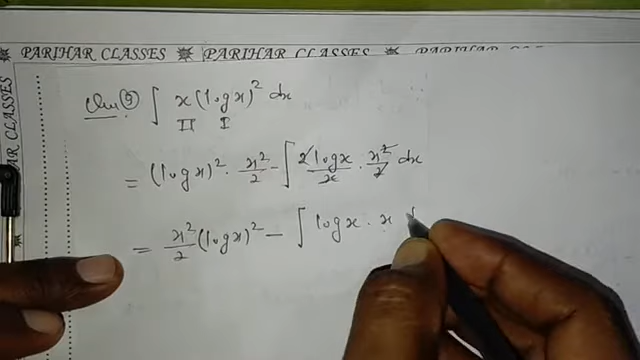 PARIHAR CLASSES PARIHAR CLASSES PARIHAR CLASSES
Que ⑨ ∫ x (log x)² dx
II I
= (log x)² · x²/2 - ∫ 2 log x/x · x²/2 dx
= x²/2 (log x)² - ∫ log x · x